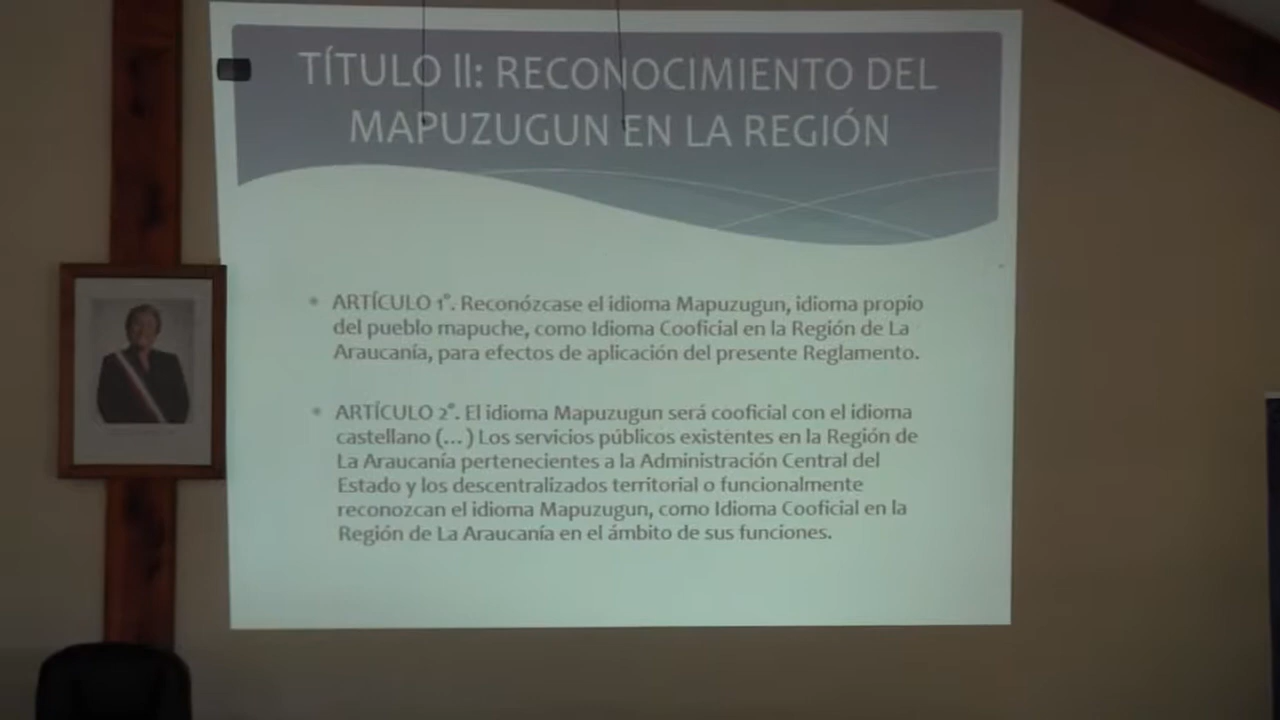 TÍTULO II: RECONOCIMIENTO DEL
MAPUZUGUN EN LA REGIÓN
• ARTÍCULO 1°. Reconózcase el idioma Mapuzugun, idioma propio
del pueblo mapuche, como Idioma Cooficial en la Región de La
Araucanía, para efectos de aplicación del presente Reglamento.
• ARTÍCULO 2°. El idioma Mapuzugun será cooficial con el idioma
castellano (...) Los servicios públicos existentes en la Región de
La Araucanía pertenecientes a la Administración Central del
Estado y los descentralizados territorial o funcionalmente
reconozcan el idioma Mapuzugun, como Idioma Cooficial en la
Región de La Araucanía en el ámbito de sus funciones.